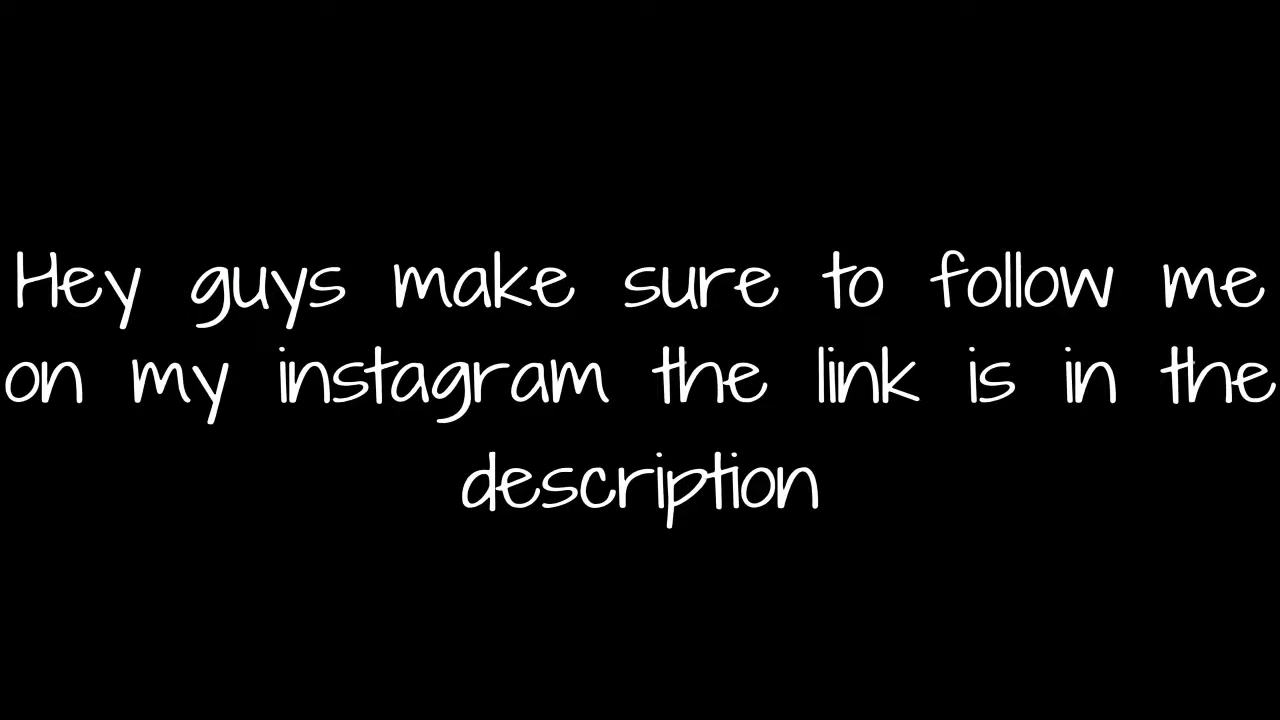 Hey guys make sure to follow me
on my instagram the link is in the
description